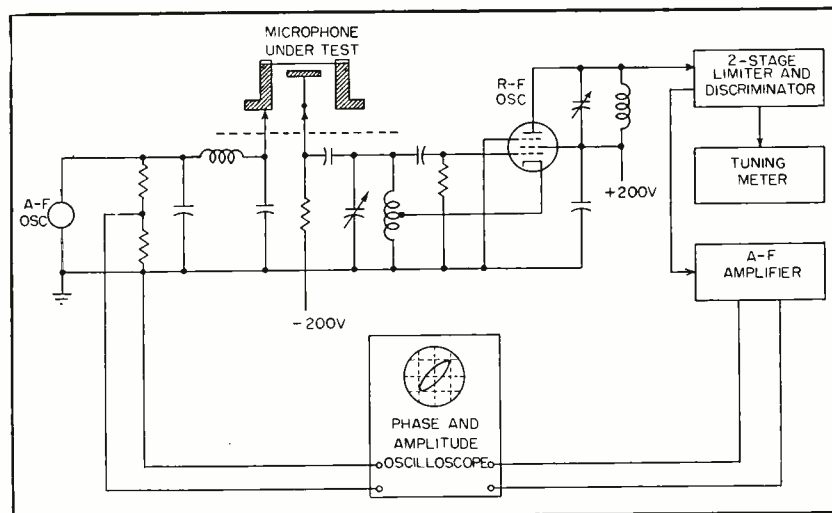 MICROPHONE
UNDER TEST
R-F
OSC
2-STAGE
LIMITER AND
DISCRIMINATOR
TUNING
METER
+200V
A-F
OSC
A-F
AMPLIFIER
-200V
PHASE AND
AMPLITUDE
OSCILLOSCOPE